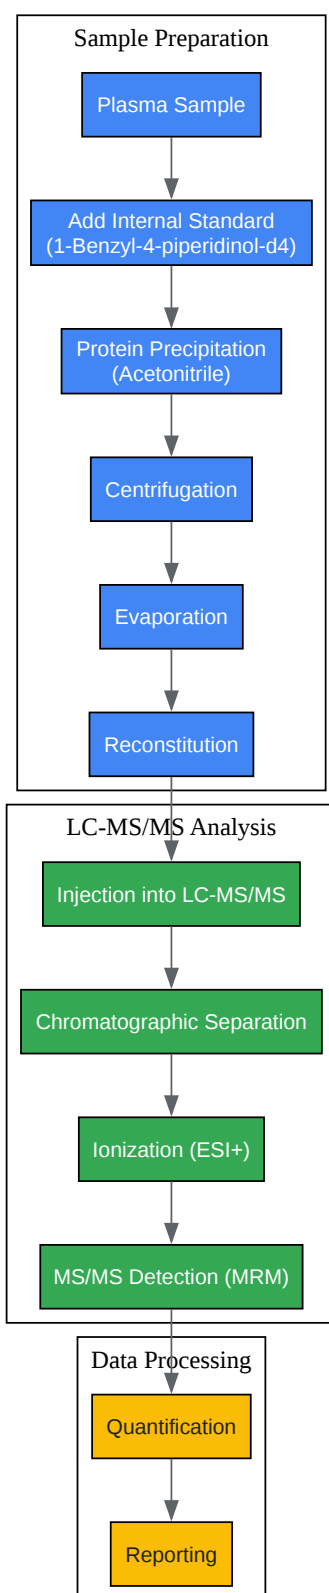 Sample Preparation
Plasma Sample
Add Internal Standard
(1-Benzyl-4-piperidinol-d4)
Protein Precipitation
(Acetonitrile)
Centrifugation
Evaporation
Reconstitution
LC-MS/MS Analysis
Injection into LC-MS/MS
Chromatographic Separation
Ionization (ESI+)
MS/MS Detection (MRM)
Data Processing
Quantification
Reporting